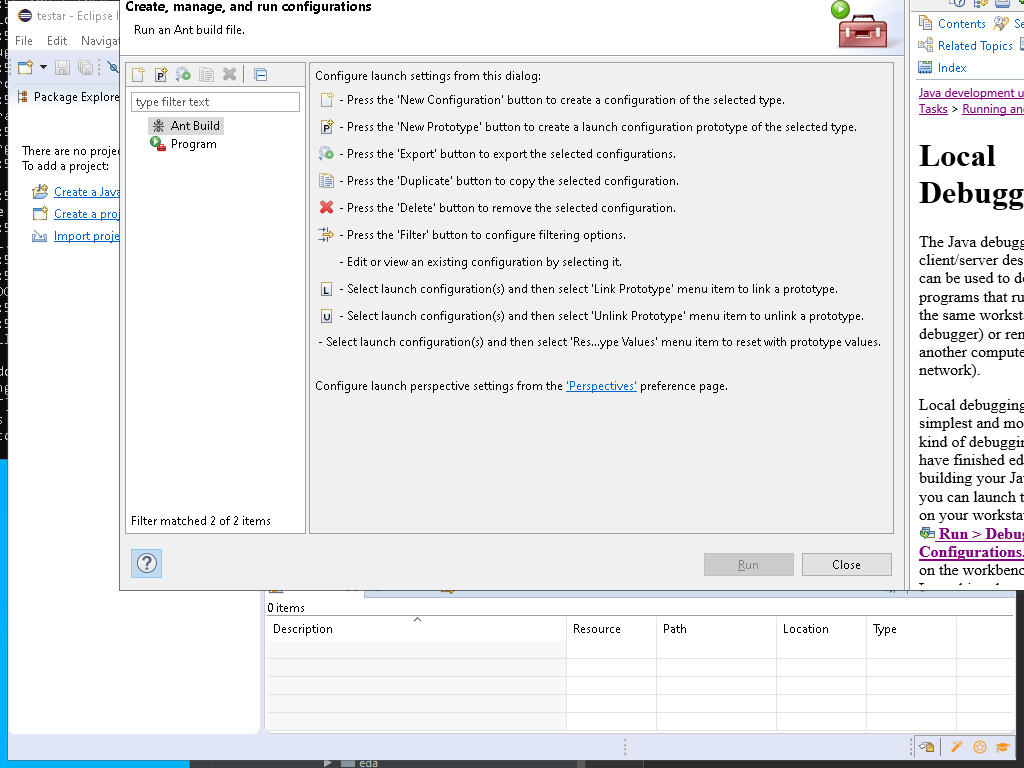 testar - Eclipse I
File Edit Navigat
Package Explore
There are no proje
To add a project:
Create a Java
Create a proj
Import proje
Create, manage, and run configurations
Run an Ant build file.
type filter text
Ant Build
Program
Filter matched 2 of 2 items
Configure launch settings from this dialog:
- Press the 'New Configuration' button to create a configuration of the selected type.
- Press the 'New Prototype' button to create a launch configuration prototype of the selected type.
- Press the 'Export' button to export the selected configurations.
- Press the 'Duplicate' button to copy the selected configuration.
- Press the 'Delete' button to remove the selected configuration.
- Press the 'Filter' button to configure filtering options.
- Edit or view an existing configuration by selecting it.
L - Select launch configuration(s) and then select 'Link Prototype' menu item to link a prototype.
U - Select launch configuration(s) and then select 'Unlink Prototype' menu item to unlink a prototype.
- Select launch configuration(s) and then select 'Res...ype Values' menu item to reset with prototype values.
Configure launch perspective settings from the 'Perspectives' preference page.
?
Run
Close
Contents Se
Related Topics
Index
Java development u
Tasks > Running an
Local
Debugg
The Java debugg
client/server des
can be used to de
programs that ru
the same worksta
debugger) or ren
another compute
network).
Local debugging
simplest and mo
kind of debuggin
have finished ed
building your Jav
you can launch t
on your worksta
Run > Debug
Configurations.
on the workbenc
0 items
Description Resource Path Location Type
eda